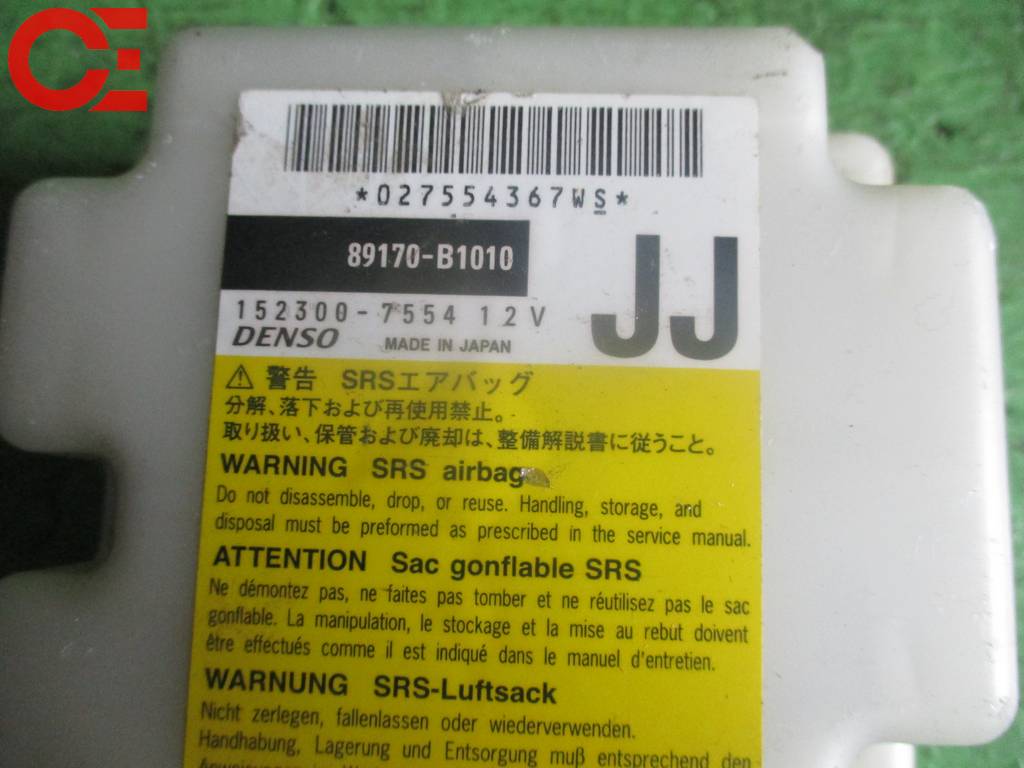 CE
*027554367WS*
89170-B1010
JJ
152300-7554 12V
DENSO MADE IN JAPAN
⚠ 警告 SRSエアバッグ
分解、落下および再使用禁止。
取り扱い、保管および廃却は、整備解説書に従うこと。
WARNING SRS airbag
Do not disassemble, drop, or reuse. Handling, storage, and
disposal must be preformed as prescribed in the service manual.
ATTENTION Sac gonflable SRS
Ne démontez pas, ne faites pas tomber et ne réutilisez pas le sac
gonflable. La manipulation, le stockage et la mise au rebut doivent
être effectués comme il est indiqué dans le manuel d'entretien.
WARNUNG SRS-Luftsack
Nicht zerlegen, fallenlassen oder wiederverwenden.
Handhabung, Lagerung und Entsorgung muß entsprechend den